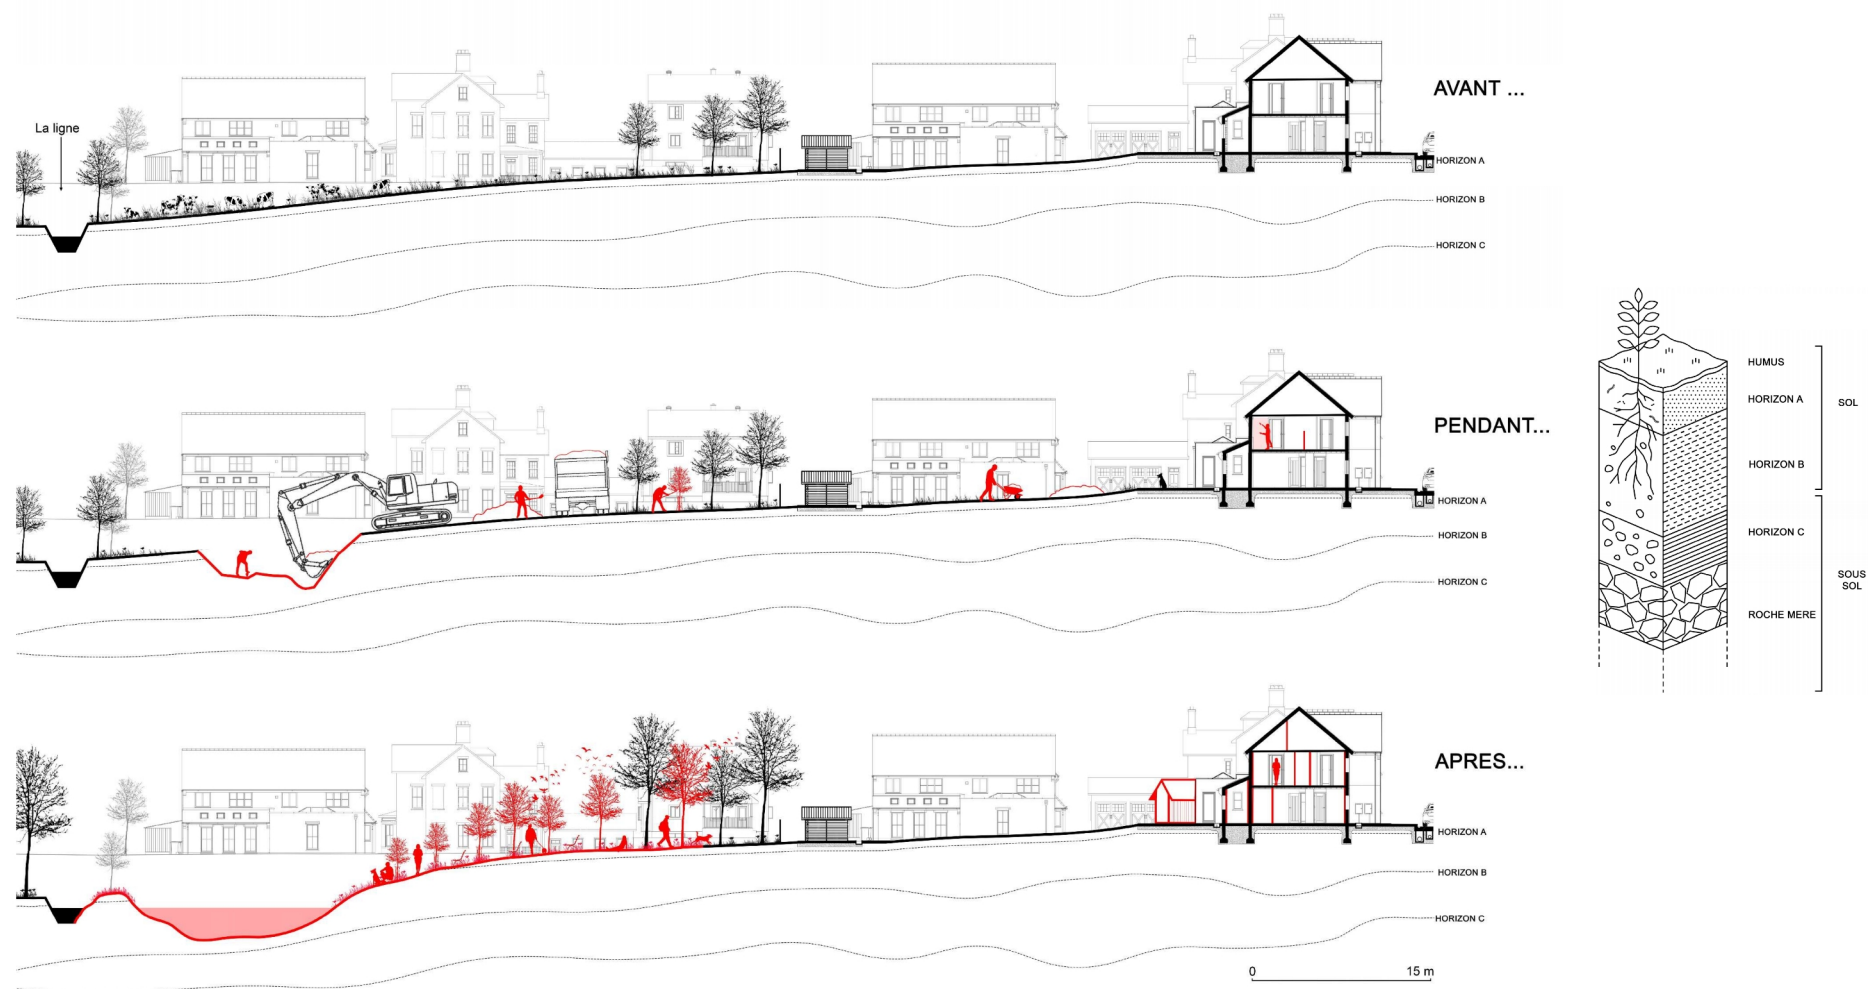 AVANT ...
La ligne
HORIZON A
HORIZON B
HORIZON C
PENDANT...
HORIZON A
HORIZON B
HORIZON C
APRES...
HORIZON A
HORIZON B
HORIZON C
0 15 m
HUMUS
HORIZON A
SOL
HORIZON B
HORIZON C
SOUS
SOL
ROCHE MERE